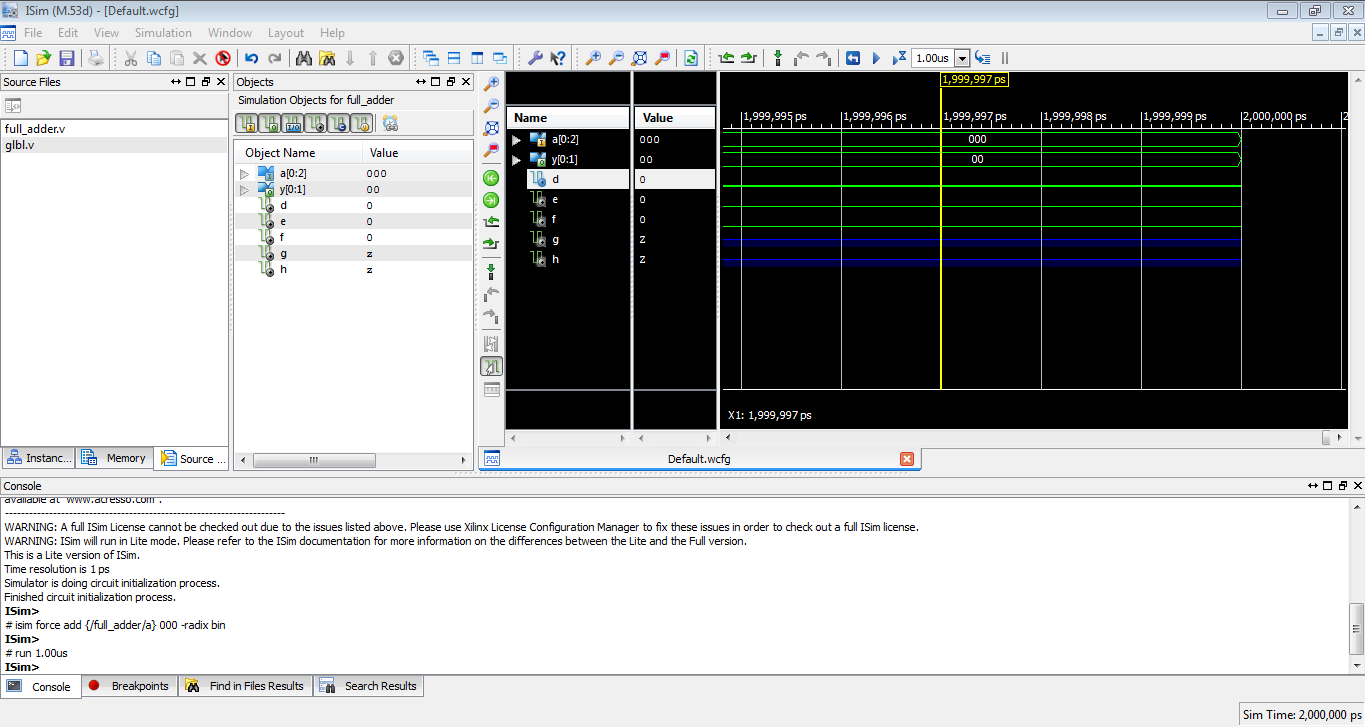 ISim (M.53d) - [Default.wcfg]
File Edit View Simulation Window Layout Help
1.00us
Source Files
full_adder.v
glbl.v
Instanc... Memory Source ...
Objects
Simulation Objects for full_adder
Object Name Value
a[0:2] 000
y[0:1] 00
d 0
e 0
f 0
g z
h z
Name Value
a[0:2] 000
y[0:1] 00
d 0
e 0
f 0
g z
h z
1,999,997 ps
1,999,995 ps 1,999,996 ps 1,999,997 ps 1,999,998 ps 1,999,999 ps 2,000,000 ps 2
000
00
X1: 1,999,997 ps
Default.wcfg
Console
available at "www.acresso.com".
----------------------------------------------------------------------
WARNING: A full ISim License cannot be checked out due to the issues listed above. Please use Xilinx License Configuration Manager to fix these issues in order to check out a full ISim license.
WARNING: ISim will run in Lite mode. Please refer to the ISim documentation for more information on the differences between the Lite and the Full version.
This is a Lite version of ISim.
Time resolution is 1 ps
Simulator is doing circuit initialization process.
Finished circuit initialization process.
ISim>
# isim force add {/full_adder/a} 000 -radix bin
ISim>
# run 1.00us
ISim>
Console Breakpoints Find in Files Results Search Results
Sim Time: 2,000,000 ps